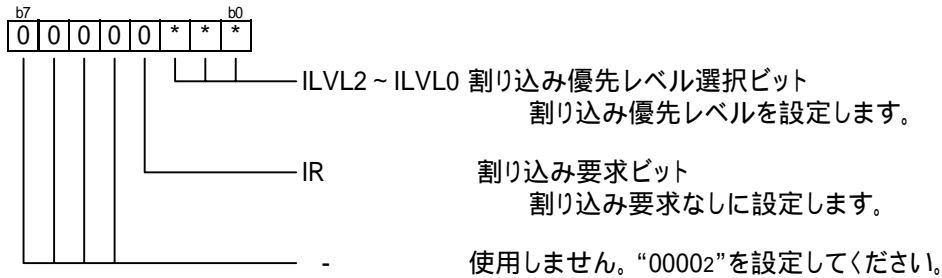 b7 b0
0 0 0 0 0 * * *
ILVL2 ~ ILVL0 割り込み優先レベル選択ビット
割り込み優先レベルを設定します。
IR 割り込み要求ビット
割り込み要求なしに設定します。
- 使用しません。“00002”を設定してください。